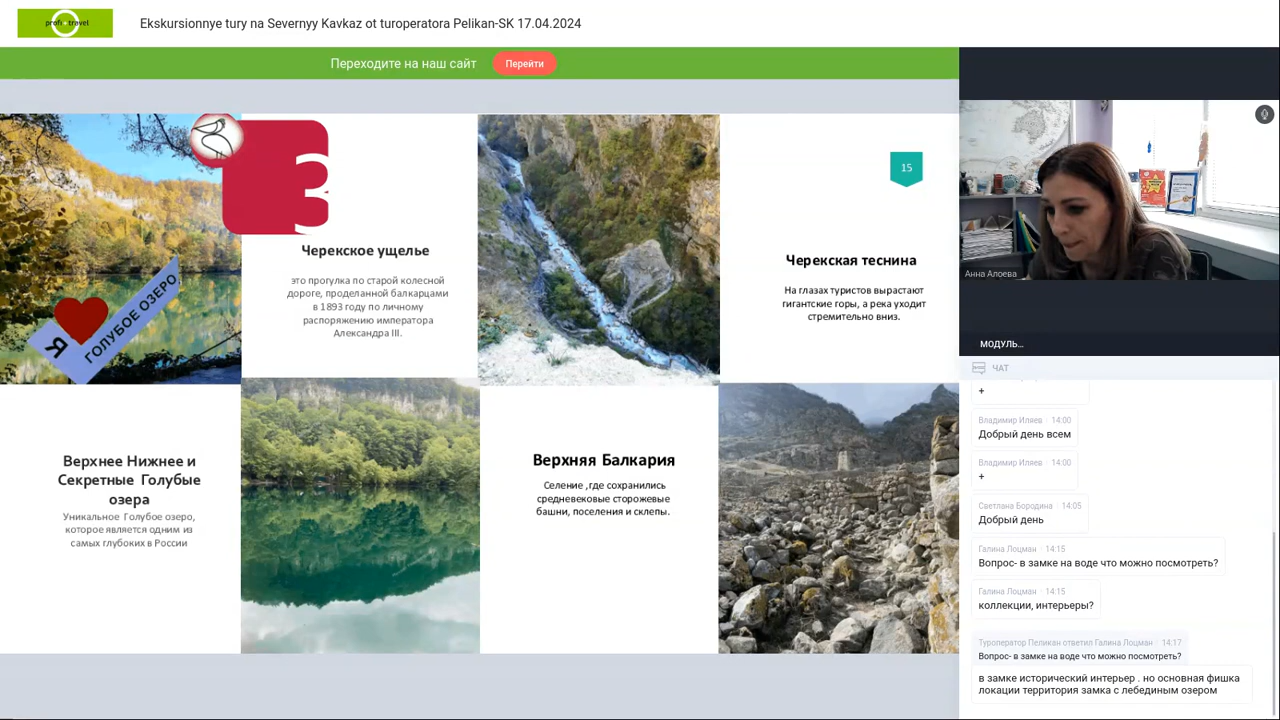 profi travel
Ekskursionnye tury na Severnyy Kavkaz ot turoperatora Pelikan-SK 17.04.2024
Переходите на наш сайт
Перейти
Я
ГОЛУБОЕ ОЗЕРО
3
Черекское ущелье
это прогулка по старой колесной
дороге, проделанной балкарцами
в 1893 году по личному
распоряжению императора
Александра III.
15
Черекская теснина
На глазах туристов вырастают
гигантские горы, а река уходит
стремительно вниз.
Верхнее Нижнее и
Секретные Голубые
озера
Уникальное Голубое озеро,
которое является одним из
самых глубоких в России
Верхняя Балкария
Селение ,где сохранились
средневековые сторожевые
башни, поселения и склепы.
Анна Алоева
МОДУЛЬ...
ЧАТ
+
Владимир Иляев · 14:00
Добрый день всем
Владимир Иляев · 14:00
+
Светлана Бородина · 14:05
Добрый день
Галина Лоцман · 14:15
Вопрос- в замке на воде что можно посмотреть?
Галина Лоцман · 14:15
коллекции, интерьеры?
Туроператор Пеликан ответил Галина Лоцман · 14:17
Вопрос- в замке на воде что можно посмотреть?
в замке исторический интерьер . но основная фишка
локации территория замка с лебединым озером